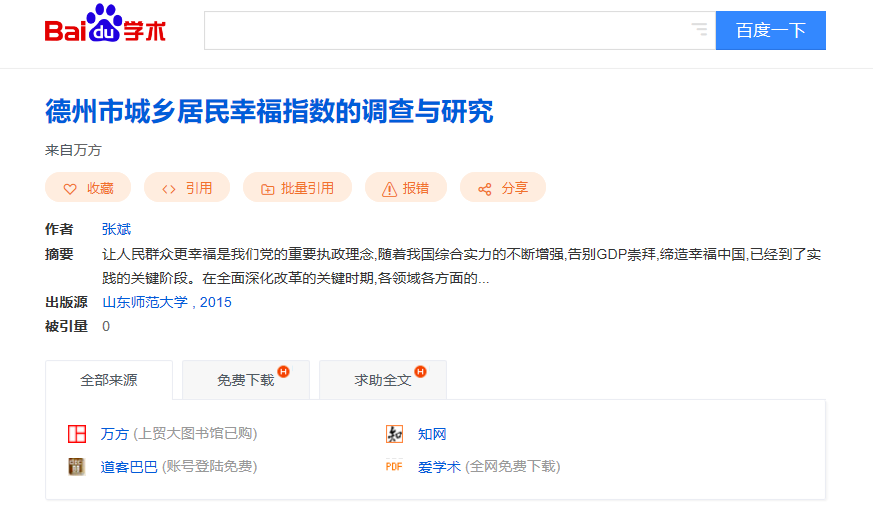 Bai du 学术
百度一下
德州市城乡居民幸福指数的调查与研究
来自万方
收藏 引用 批量引用 报错 分享
作者 张斌
摘要 让人民群众更幸福是我们党的重要执政理念,随着我国综合实力的不断增强,告别GDP崇拜,缔造幸福中国,已经到了实
践的关键阶段。在全面深化改革的关键时期,各领域各方面的...
出版源 山东师范大学 , 2015
被引量 0
全部来源 免费下载 H 求助全文 H
万方 (上贸大图书馆已购) 知 知网
道客巴巴 (账号登陆免费) PDF 爱学术 (全网免费下载)